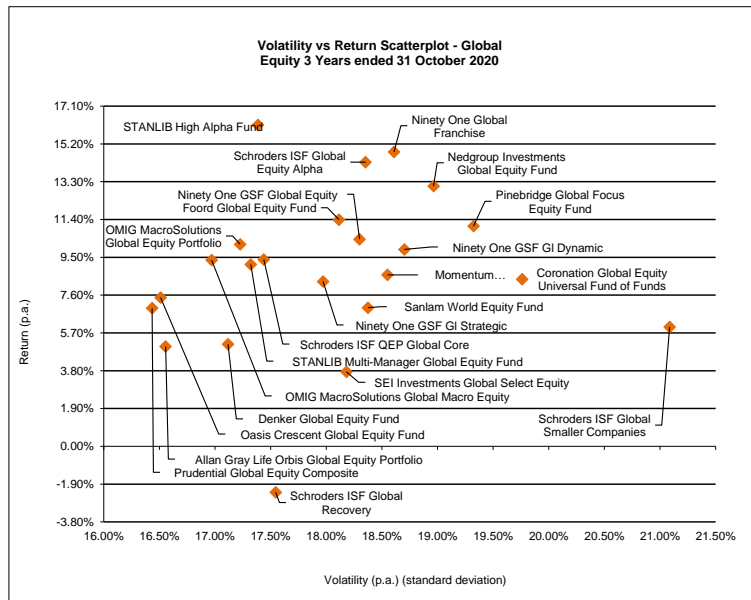 Volatility vs Return Scatterplot - Global
Equity 3 Years ended 31 October 2020
17.10%
15.20%
13.30%
11.40%
9.50%
7.60%
5.70%
3.80%
1.90%
0.00%
-1.90%
-3.80%
Return (p.a.)
STANLIB High Alpha Fund
Ninety One Global
Franchise
Schroders ISF Global
Equity Alpha
Nedgroup Investments
Global Equity Fund
Ninety One GSF Global Equity
Foord Global Equity Fund
Pinebridge Global Focus
Equity Fund
OMIG MacroSolutions
Global Equity Portfolio
Ninety One GSF Gl Dynamic
Momentum...
Coronation Global Equity
Universal Fund of Funds
Sanlam World Equity Fund
Ninety One GSF Gl Strategic
Schroders ISF QEP Global Core
STANLIB Multi-Manager Global Equity Fund
SEI Investments Global Select Equity
OMIG MacroSolutions Global Macro Equity
Denker Global Equity Fund
Schroders ISF Global
Smaller Companies
Oasis Crescent Global Equity Fund
Allan Gray Life Orbis Global Equity Portfolio
Prudential Global Equity Composite
Schroders ISF Global
Recovery
16.00% 16.50% 17.00% 17.50% 18.00% 18.50% 19.00% 19.50% 20.00% 20.50% 21.00% 21.50%
Volatility (p.a.) (standard deviation)